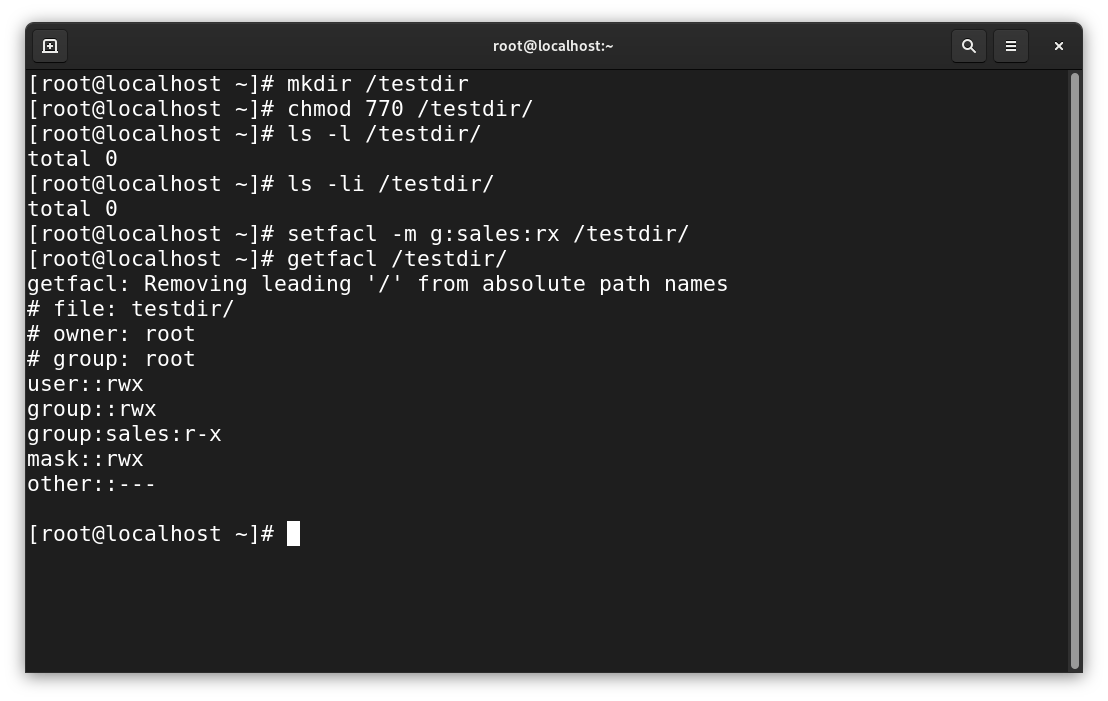 root@localhost:~
[root@localhost ~]# mkdir /testdir
[root@localhost ~]# chmod 770 /testdir/
[root@localhost ~]# ls -l /testdir/
total 0
[root@localhost ~]# ls -li /testdir/
total 0
[root@localhost ~]# setfacl -m g:sales:rx /testdir/
[root@localhost ~]# getfacl /testdir/
getfacl: Removing leading '/' from absolute path names
# file: testdir/
# owner: root
# group: root
user::rwx
group::rwx
group:sales:r-x
mask::rwx
other::---
[root@localhost ~]#